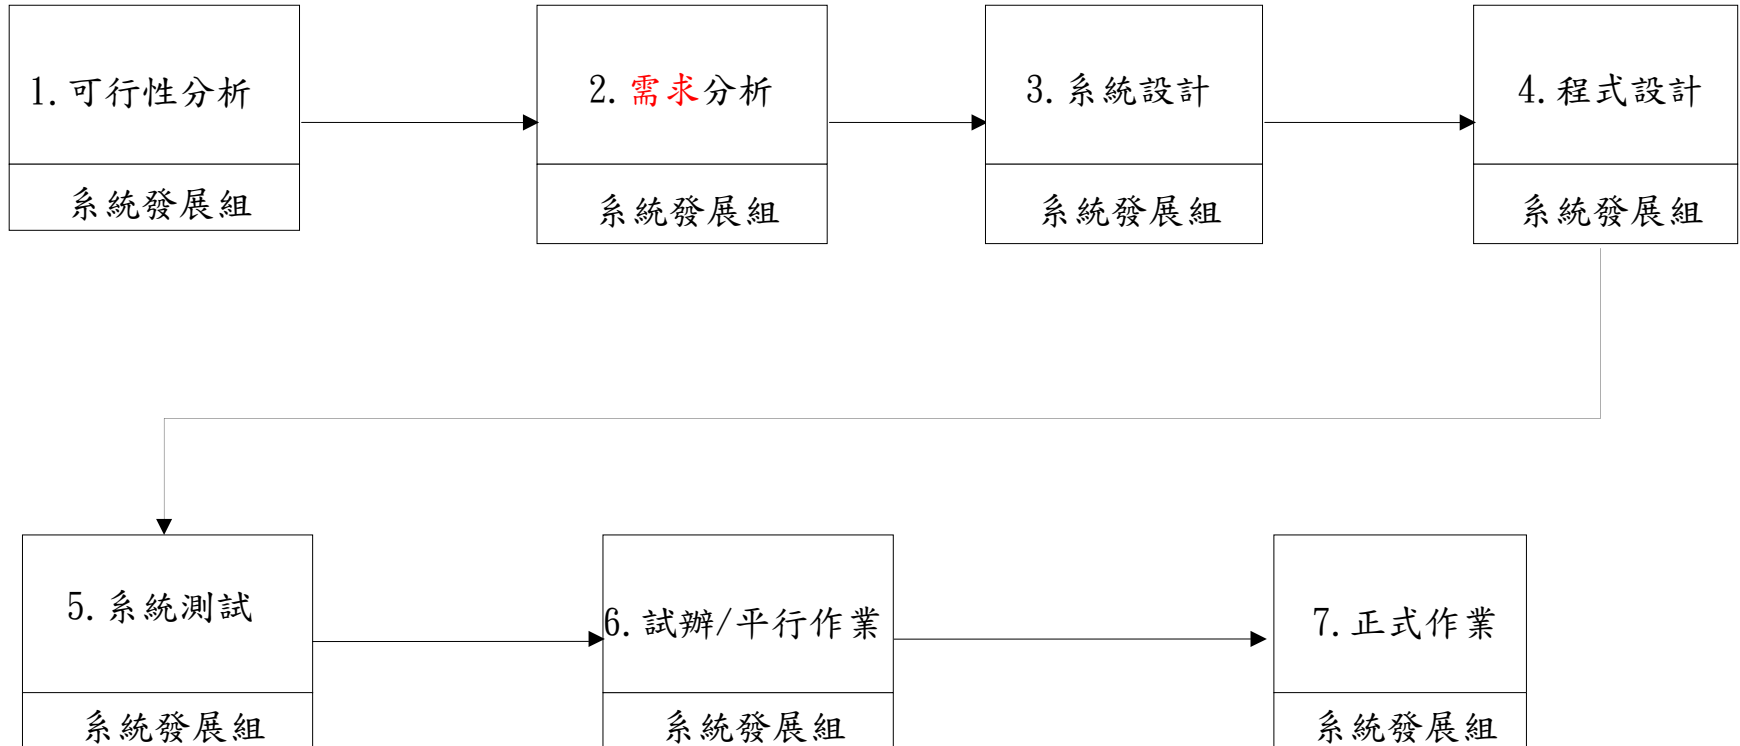 1.可行性分析
系統發展組
2.需求分析
系統發展組
3.系統設計
系統發展組
4.程式設計
系統發展組
5.系統測試
系統發展組
6.試辦/平行作業
系統發展組
7.正式作業
系統發展組